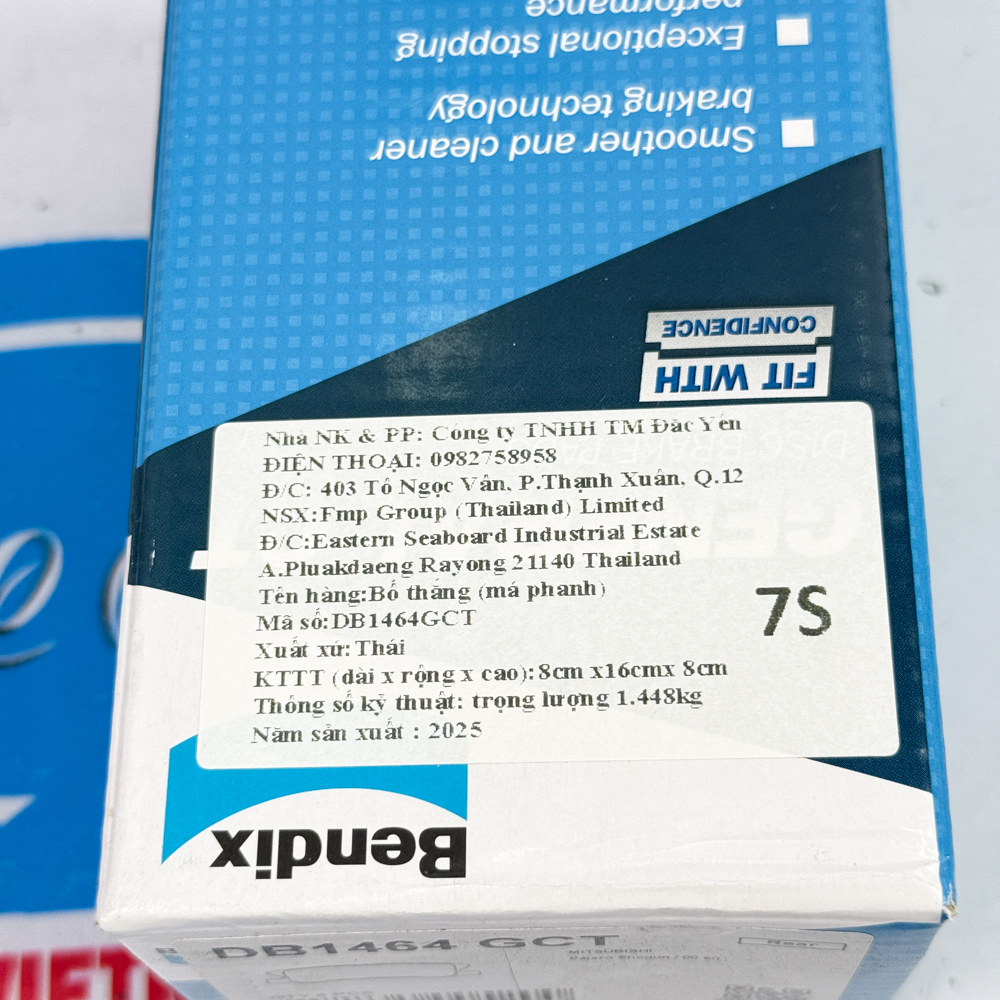 performance
Exceptional stopping
braking technology
Smoother and cleaner
CONFIDENCE
FIT WITH
Nhà NK & PP: Công ty TNHH TM Đăc Yên
ĐIỆN THOẠI: 0982758958
Đ/C: 403 Tô Ngọc Vân, P.Thạnh Xuân, Q.12
NSX:Fmp Group (Thailand) Limited
Đ/C:Eastern Seaboard Industrial Estate
A.Pluakdaeng Rayong 21140 Thailand
Tên hàng:Bố thắng (má phanh)
Mã số:DB1464GCT
7S
Xuất xứ: Thái
KTTT (dài x rộng x cao): 8cm x16cmx 8cm
Thông số kỹ thuật: trọng lượng 1.448kg
Năm sản xuất : 2025
Bendix
DB1464 GCT
MITSUBISHI
Rear